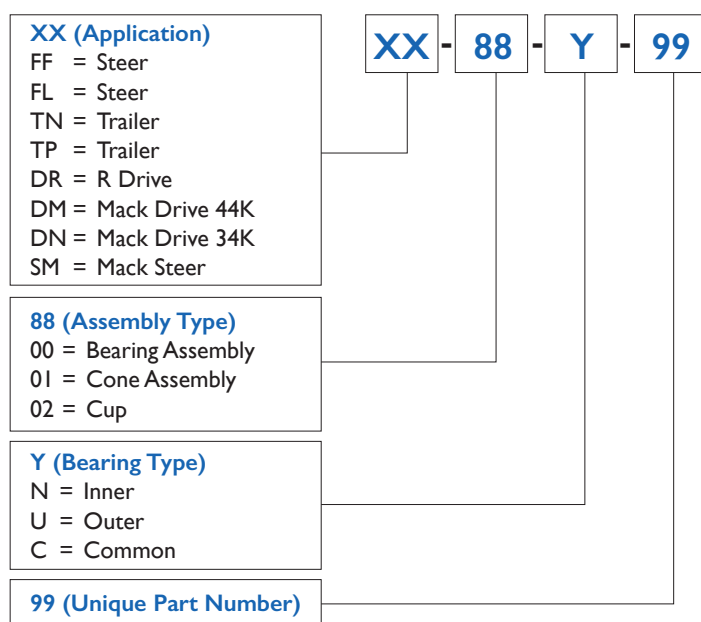 XX - 88 - Y - 99
XX (Application)
FF = Steer
FL = Steer
TN = Trailer
TP = Trailer
DR = R Drive
DM = Mack Drive 44K
DN = Mack Drive 34K
SM = Mack Steer
88 (Assembly Type)
00 = Bearing Assembly
01 = Cone Assembly
02 = Cup
Y (Bearing Type)
N = Inner
U = Outer
C = Common
99 (Unique Part Number)